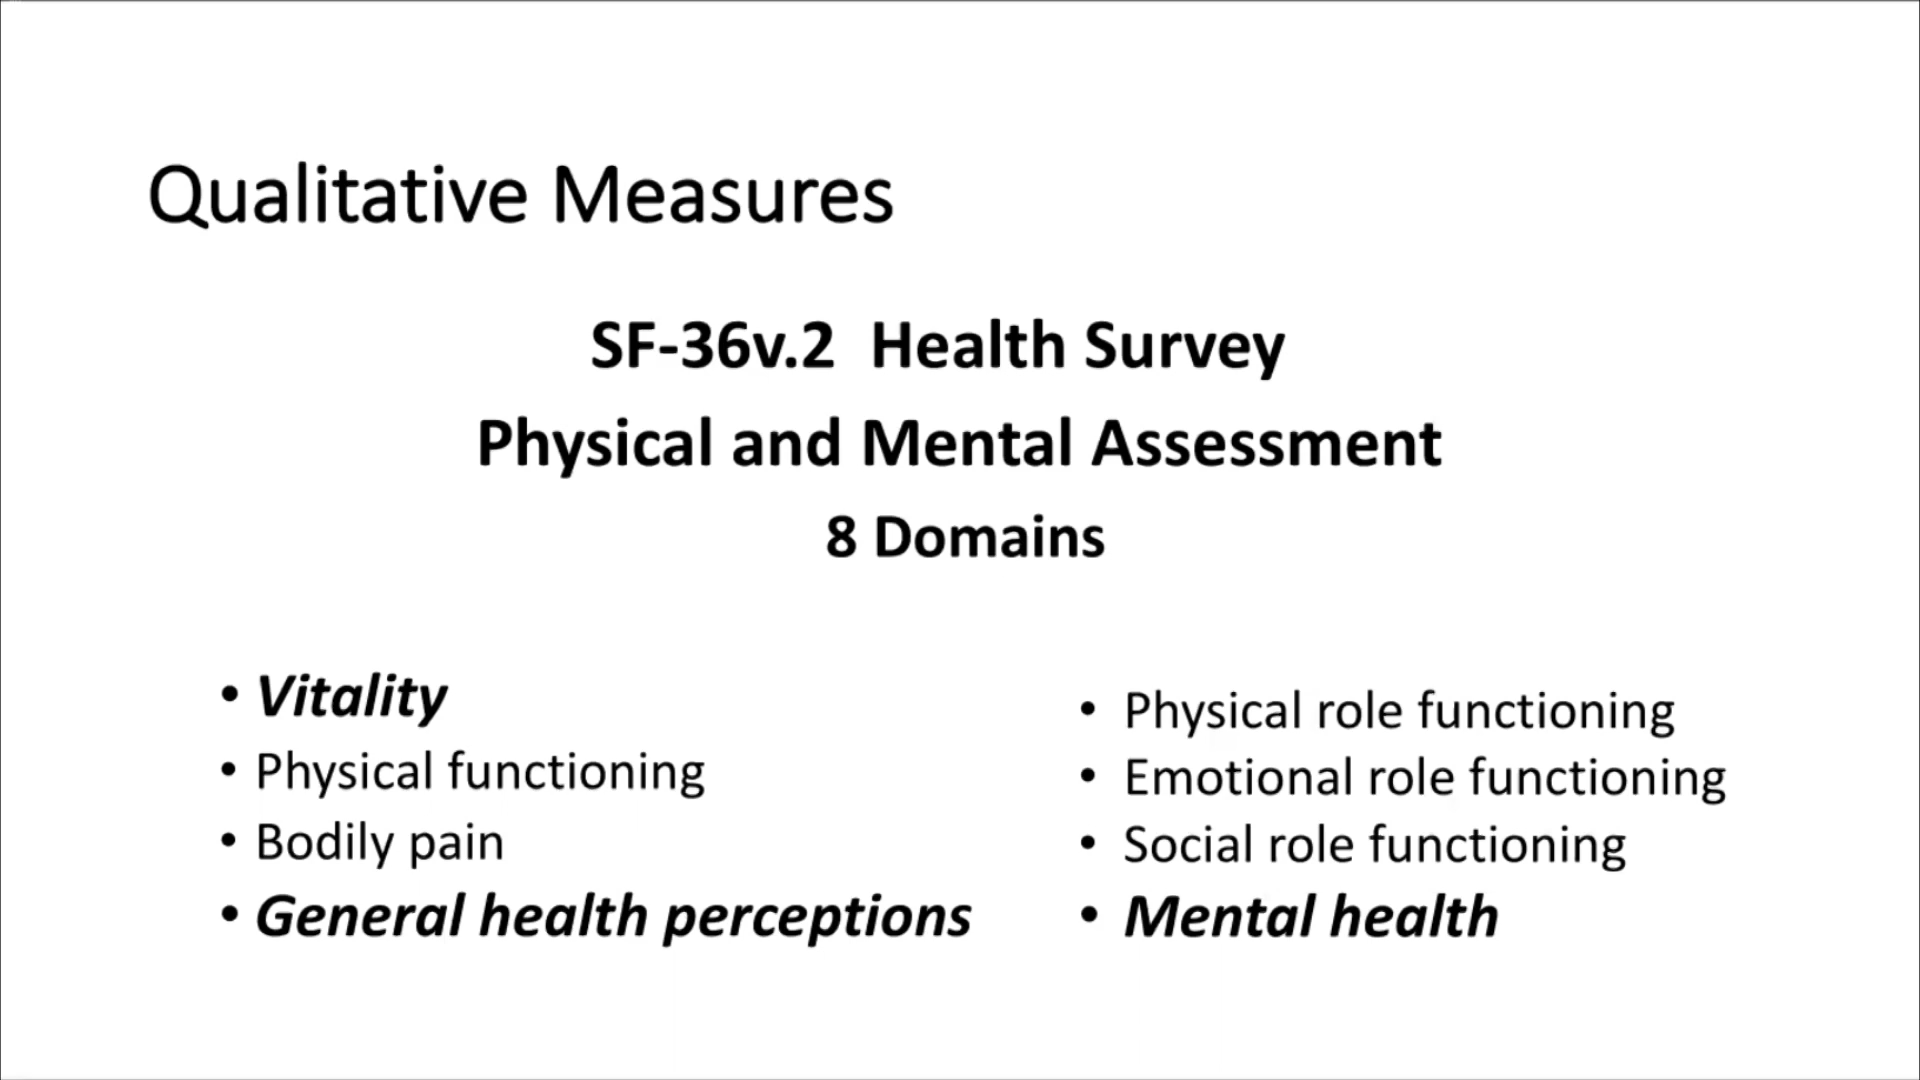 Qualitative Measures
SF-36v.2 Health Survey
Physical and Mental Assessment
8 Domains
• Vitality
• Physical functioning
• Bodily pain
• General health perceptions
• Physical role functioning
• Emotional role functioning
• Social role functioning
• Mental health